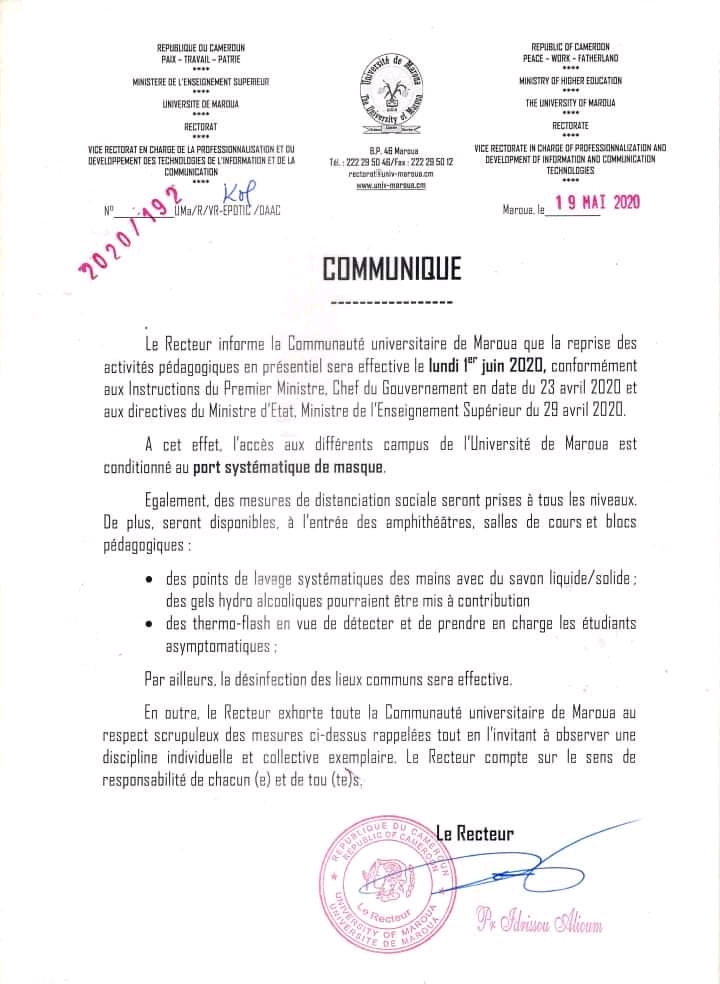 REPUBLIQUE DU CAMEROUN
PAIX – TRAVAIL – PATRIE
****
MINISTERE DE L'ENSEIGNEMENT SUPERIEUR
****
UNIVERSITE DE MAROUA
****
RECTORAT
****
VICE RECTORAT EN CHARGE DE LA PROFESSIONNALISATION ET DU
DEVELOPPEMENT DES TECHNOLOGIES DE L'INFORMATION ET DE LA
COMMUNICATION
****
Université de Maroua
The University of Maroua
B.P. 46 Maroua
Tél. : 222 29 50 46/Fax : 222 29 50 12
rectorat@univ-maroua.cm
www.univ-maroua.cm
REPUBLIC OF CAMEROON
PEACE – WORK – FATHERLAND
****
MINISTRY OF HIGHER EDUCATION
****
THE UNIVERSITY OF MAROUA
****
RECTORATE
****
VICE RECTORATE IN CHARGE OF PROFESSIONNALIZATION AND
DEVELOPMENT OF INFORMATION AND COMMUNICATION
TECHNOLOGIES
****
N° 2020/192 UMa/R/VR-EPDTIC /DAAC
Maroua, le 19 MAI 2020
COMMUNIQUE
-----------------
Le Recteur informe la Communauté universitaire de Maroua que la reprise des
activités pédagogiques en présentiel sera effective le lundi 1er juin 2020, conformément
aux Instructions du Premier Ministre, Chef du Gouvernement en date du 23 avril 2020 et
aux directives du Ministre d'Etat, Ministre de l'Enseignement Supérieur du 29 avril 2020.
A cet effet, l'accès aux différents campus de l'Université de Maroua est
conditionné au port systématique de masque.
Egalement, des mesures de distanciation sociale seront prises à tous les niveaux.
De plus, seront disponibles, à l'entrée des amphithéâtres, salles de cours et blocs
pédagogiques :
• des points de lavage systématiques des mains avec du savon liquide/solide ;
des gels hydro alcooliques pourraient être mis à contribution
• des thermo-flash en vue de détecter et de prendre en charge les étudiants
asymptomatiques ;
Par ailleurs, la désinfection des lieux communs sera effective.
En outre, le Recteur exhorte toute la Communauté universitaire de Maroua au
respect scrupuleux des mesures ci-dessus rappelées tout en l'invitant à observer une
discipline individuelle et collective exemplaire. Le Recteur compte sur le sens de
responsabilité de chacun (e) et de tou (te)s.
Le Recteur
REPUBLIQUE DU CAMEROUN
REPUBLIC OF CAMEROON
Le Recteur
UNIVERSITY OF MAROUA
UNIVERSITE DE MAROUA
Pr Idrissou Alioum